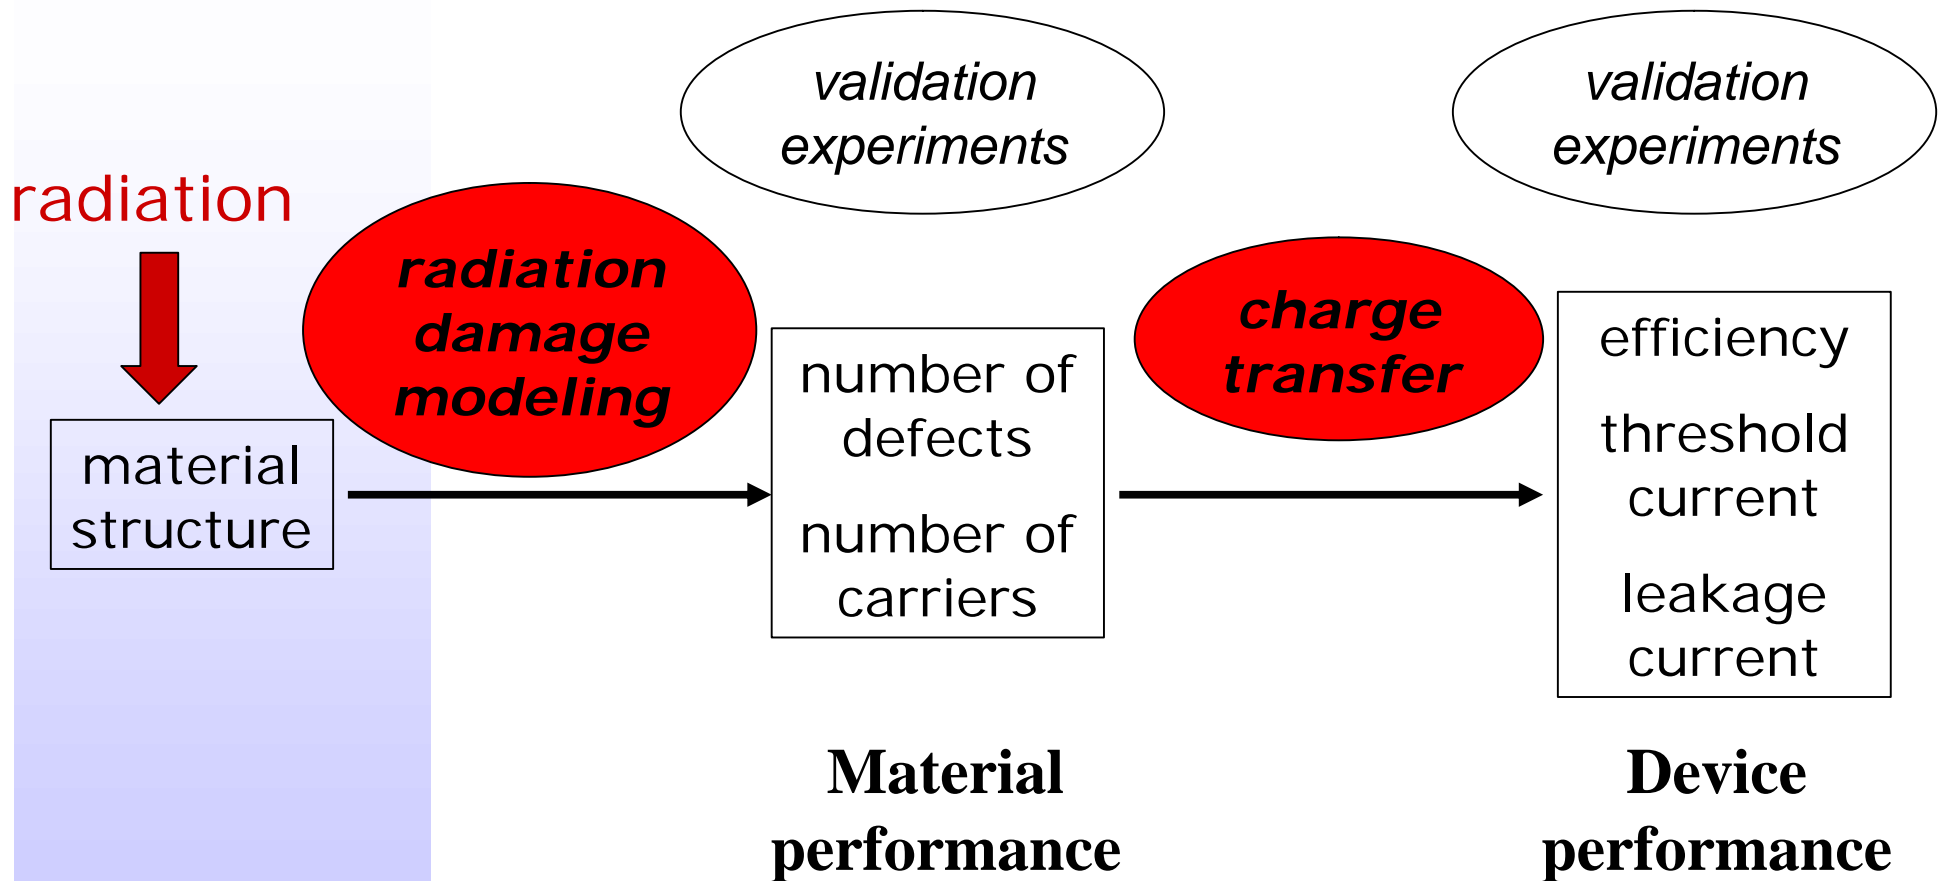 radiation
material
structure
radiation
damage
modeling
validation
experiments
number of
defects
number of
carriers
Material
performance
charge
transfer
validation
experiments
efficiency
threshold
current
leakage
current
Device
performance